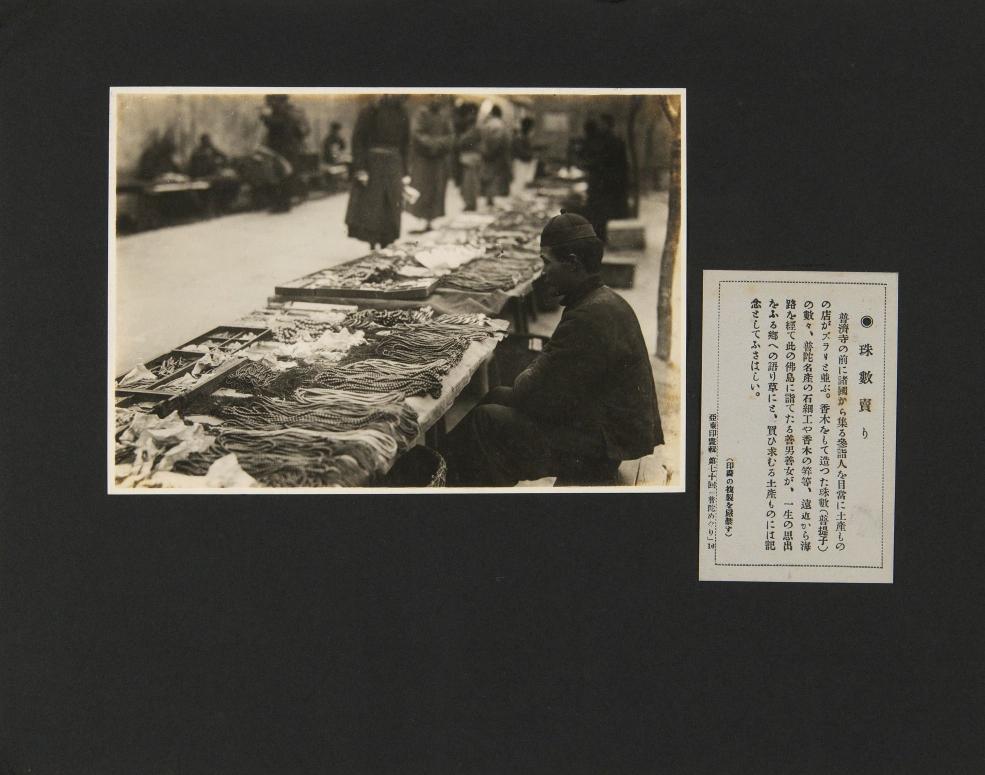 ◉珠數賣り
普濟寺の前に諸國から集る參詣人を目當に土產もの
の店がズラリと並ぶ。香木をもて造つた珠數(菩提子)
の數々、普陀名產の石細工や香木の等等、遠近から海
路を經て此の佛島に詣てたる善男善女が、一生の思出
をふる鄕への語り草にと、買ひ求むる土產ものには記
念としてふさはしい。
(印畫の複製を嚴禁す)
亞東印畫輯 第七十回「普陀めぐり」